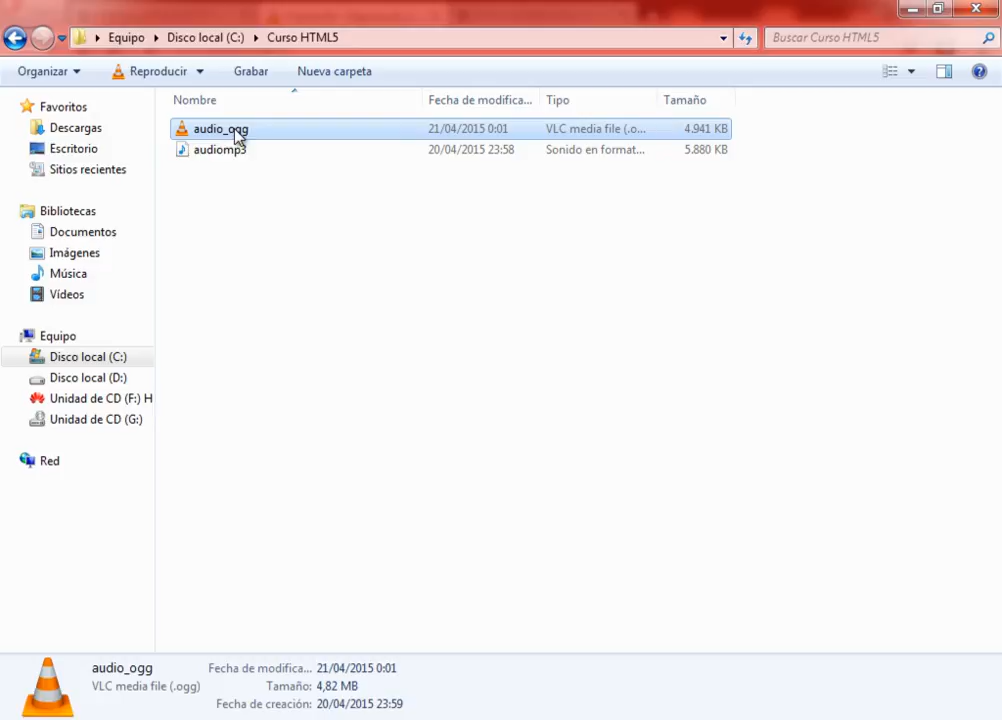 Equipo Disco local (C:) Curso HTML5
Buscar Curso HTML5
Organizar Reproducir Grabar Nueva carpeta
Nombre Fecha de modifica... Tipo Tamaño
audio_ogg 21/04/2015 0:01 VLC media file (.o... 4.941 KB
audiomp3 20/04/2015 23:58 Sonido en format... 5.880 KB
Favoritos
Descargas
Escritorio
Sitios recientes
Bibliotecas
Documentos
Imágenes
Música
Vídeos
Equipo
Disco local (C:)
Disco local (D:)
Unidad de CD (F:) H
Unidad de CD (G:)
Red
audio_ogg Fecha de modifica... 21/04/2015 0:01
VLC media file (.ogg) Tamaño: 4,82 MB
Fecha de creación: 20/04/2015 23:59